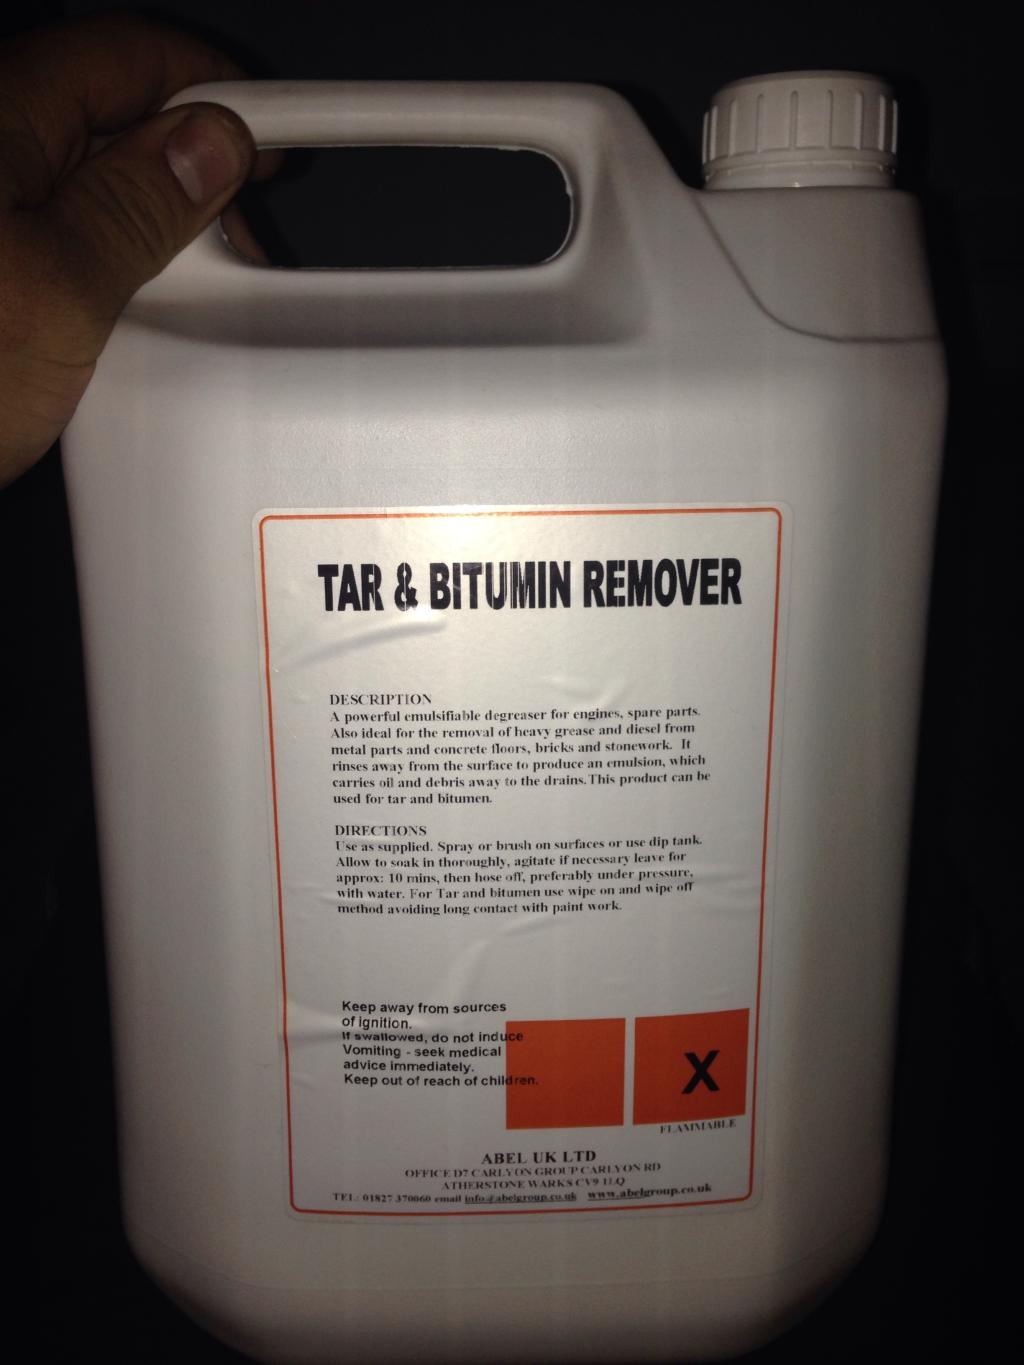 TAR & BITUMIN REMOVER
DESCRIPTION
A powerful emulsifiable degreaser for engines, spare parts.
Also ideal for the removal of heavy grease and diesel from
metal parts and concrete floors, bricks and stonework. It
rinses away from the surface to produce an emulsion, which
carries oil and debris away to the drains. This product can be
used for tar and bitumen.
DIRECTIONS
Use as supplied. Spray or brush on surfaces or use dip tank.
Allow to soak in thoroughly, agitate if necessary leave for
approx: 10 mins, then hose off, preferably under pressure,
with water. For Tar and bitumen use wipe on and wipe off
method avoiding long contact with paint work.
Keep away from sources
of ignition.
If swallowed, do not induce
Vomiting - seek medical
advice immediately.
Keep out of reach of children.
X
FLAMMABLE
ABEL UK LTD
OFFICE D7 CARLYON GROUP CARLYON RD
ATHERSTONE WARKS CV9 1LQ
TEL: 01827 370060 email info@abelgroup.co.uk www.abelgroup.co.uk